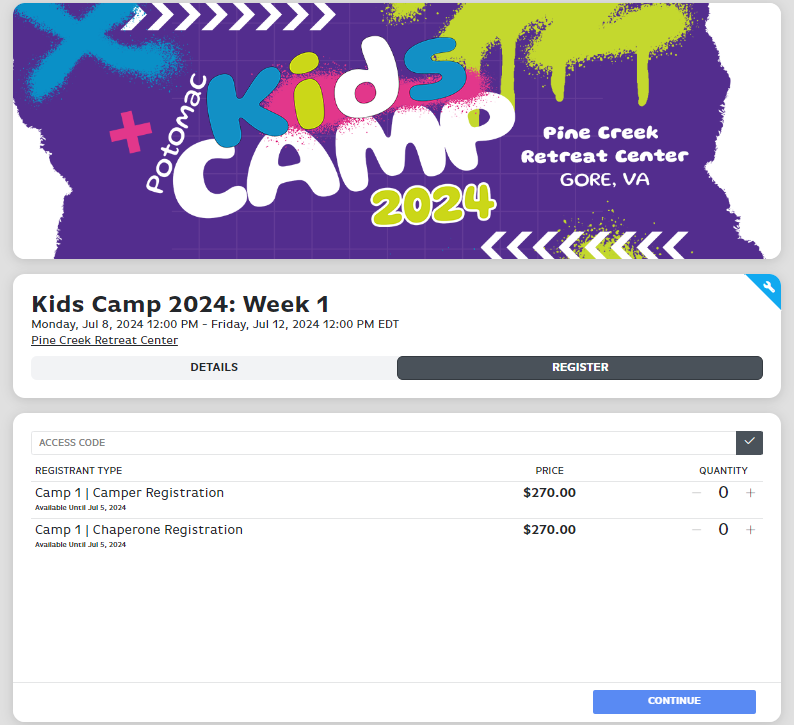 Potomac
Kids
CAMP
2024
Pine Creek
Retreat Center
GORE, VA
Kids Camp 2024: Week 1
Monday, Jul 8, 2024 12:00 PM - Friday, Jul 12, 2024 12:00 PM EDT
Pine Creek Retreat Center
DETAILS REGISTER
ACCESS CODE
REGISTRANT TYPE PRICE QUANTITY
Camp 1 | Camper Registration $270.00 − 0 +
Available Until Jul 5, 2024
Camp 1 | Chaperone Registration $270.00 − 0 +
Available Until Jul 5, 2024
CONTINUE